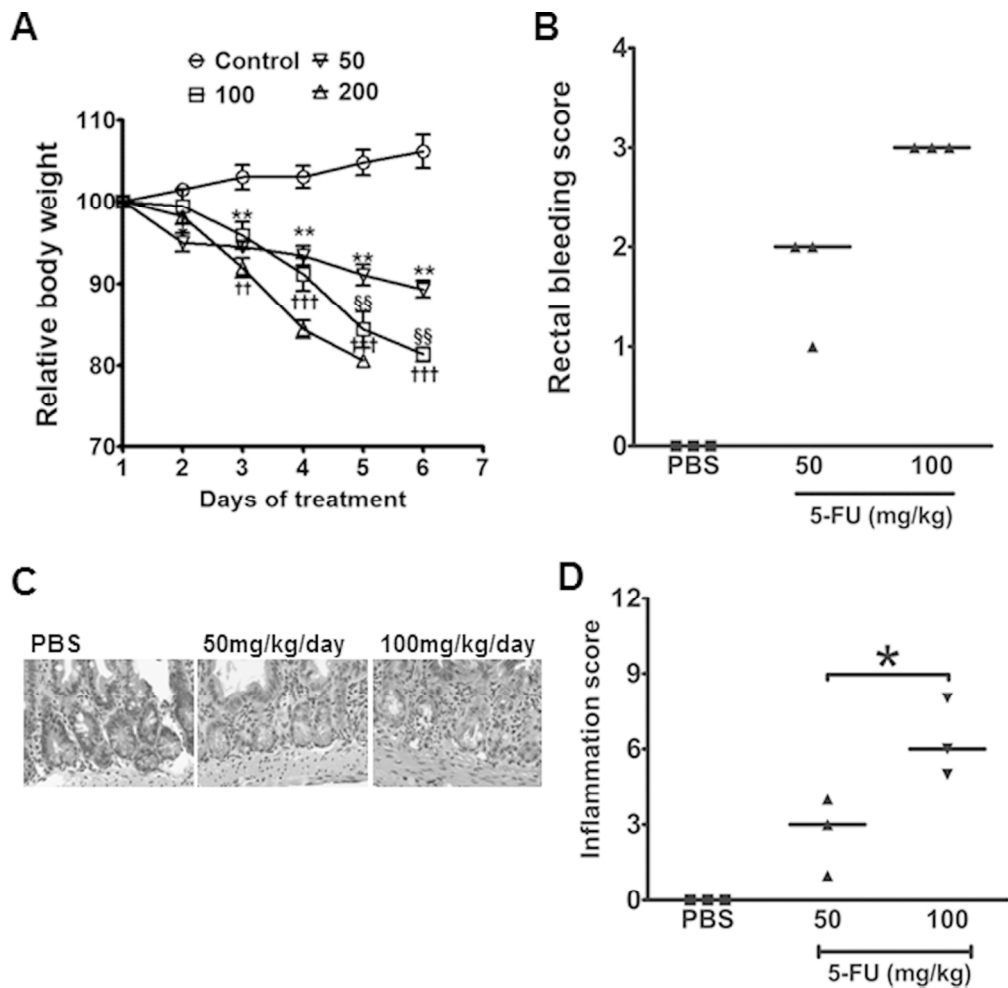 A
Control 50
100 200
Relative body weight
110
100
90
80
70
** ** ** **
*
†† ††† ††† †††
§§ §§
1 2 3 4 5 6 7
Days of treatment
B
Rectal bleeding score
4
3
2
1
0
PBS 50 100
5-FU (mg/kg)
C
PBS 50mg/kg/day 100mg/kg/day
D
Inflammation score
12
9
6
3
0
*
PBS 50 100
5-FU (mg/kg)